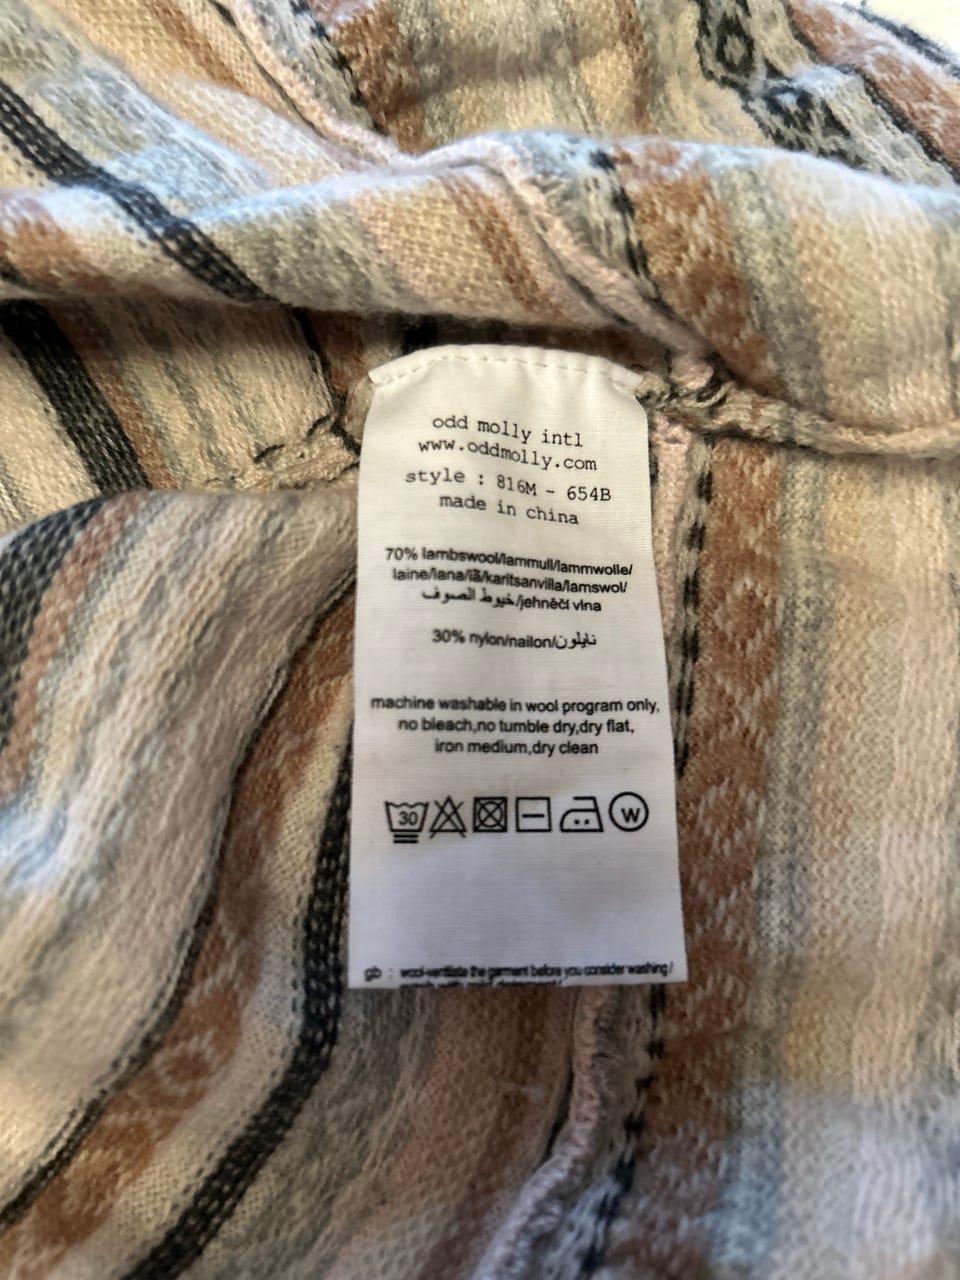 odd molly intl
www.oddmolly.com
style : 816M - 654B
made in china
70% lambswool/lammull/lammwolle/
laine/lana/lã/karitsanvilla/lamswol/
خيوط الصوف/jehněčí vlna
30% nylon/nailon/نايلون
machine washable in wool program only,
no bleach,no tumble dry,dry flat,
iron medium,dry clean
30 W
gb : wool-ventilate the garment before you consider washing/